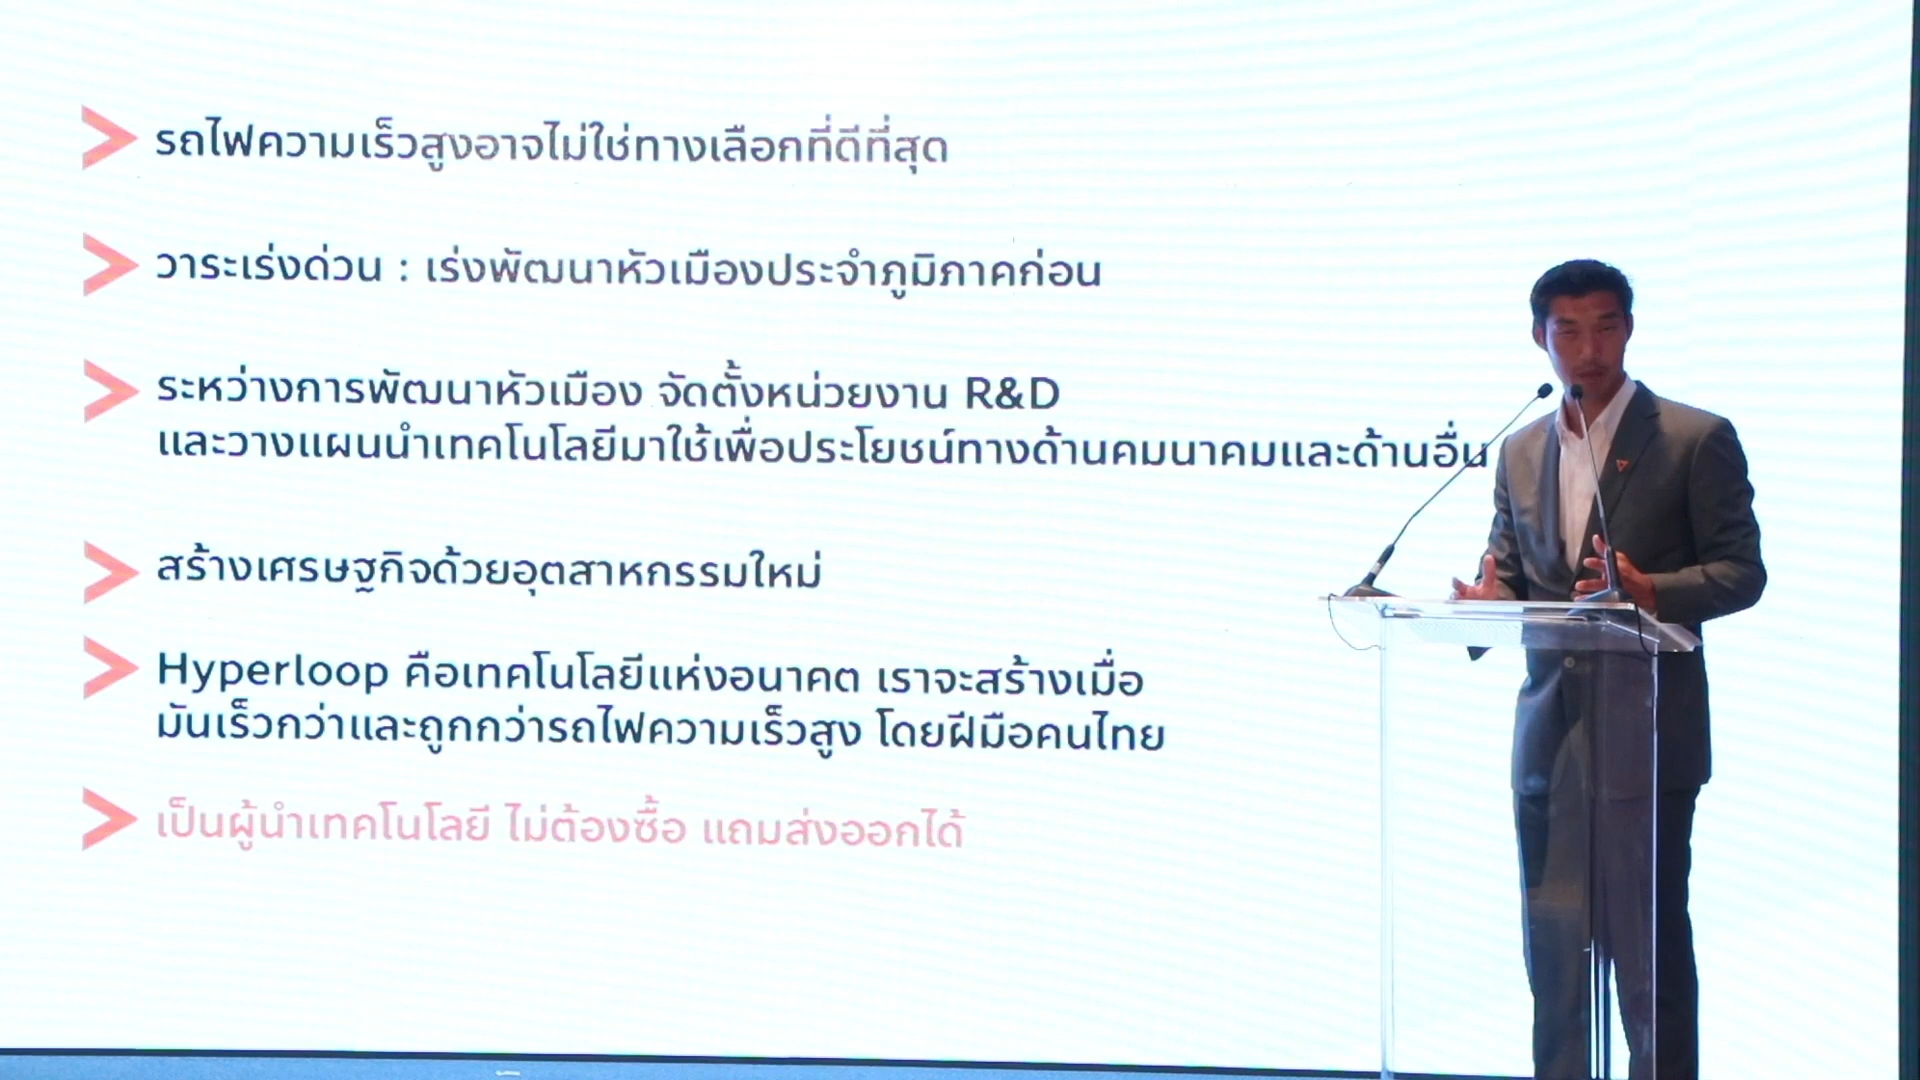 รถไฟความเร็วสูงอาจไม่ใช่ทางเลือกที่ดีที่สุด
วาระเร่งด่วน : เร่งพัฒนาหัวเมืองประจำภูมิภาคก่อน
ระหว่างการพัฒนาหัวเมือง จัดตั้งหน่วยงาน R&D
และวางแผนนำเทคโนโลยีมาใช้เพื่อประโยชน์ทางด้านคมนาคมและด้านอื่น
สร้างเศรษฐกิจด้วยอุตสาหกรรมใหม่
Hyperloop คือเทคโนโลยีแห่งอนาคต เราจะสร้างเมื่อ
มันเร็วกว่าและถูกกว่ารถไฟความเร็วสูง โดยฝีมือคนไทย
เป็นผู้นำเทคโนโลยี ไม่ต้องซื้อ แถมส่งออกได้